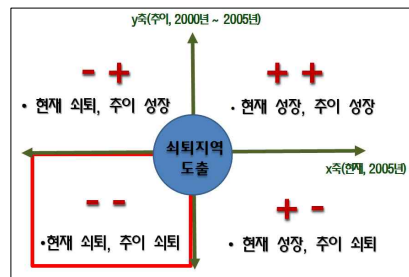 y축(추이, 2000년 ~ 2005년)
- +
• 현재 쇠퇴, 추이 성장
+ +
• 현재 성장, 추이 성장
쇠퇴지역
도출
x축(현재, 2005년)
- -
•현재 쇠퇴, 추이 쇠퇴
+ -
• 현재 성장, 추이 쇠퇴